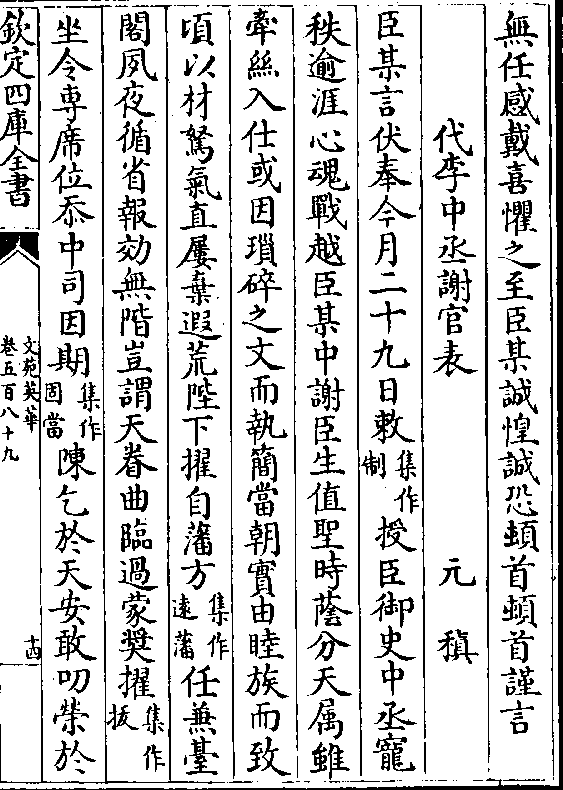 無任感戴喜懼之至臣某誠惶誠恐頓首頓首謹言
代李中丞謝官表 元稹
臣某言伏奉今月二十九日敕集作制授臣御史中丞寵
秩逾涯心魂戰越臣某中謝臣生值聖時蔭分天属雖
牽絲入仕或因瑣碎之文而執簡當朝實由睦族而致
頃以材駑氣直屢棄遐荒陛下擢自藩方集作遠藩任兼臺
閣夙夜循省報効無階豈謂天眷曲臨過蒙奬擢集作拔
坐令専席位忝中司因期集作固當陳乞於天安敢叨榮於
欽定四庫全書
文苑英華
卷五百八十九
十四